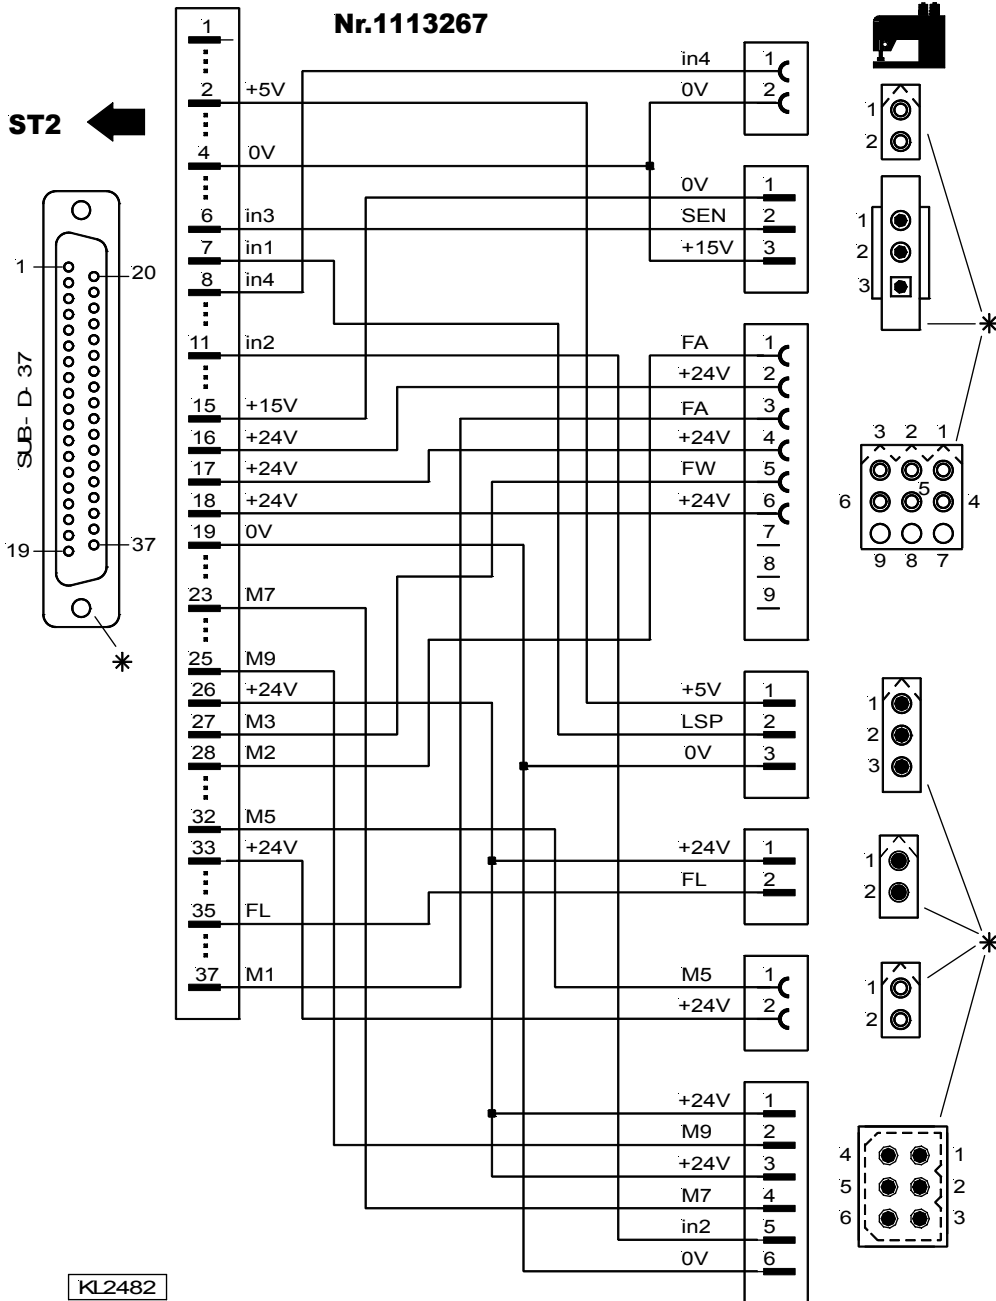 Nr.1113267
ST2
SUB-D-37
1
20
19
37
1
2 +5V
4 0V
6 in3
7 in1
8 in4
11 in2
15 +15V
16 +24V
17 +24V
18 +24V
19 0V
23 M7
25 M9
26 +24V
27 M3
28 M2
32 M5
33 +24V
35 FL
37 M1
in4 1
0V 2
0V 1
SEN 2
+15V 3
FA 1
+24V 2
FA 3
+24V 4
FW 5
+24V 6
7
8
9
+5V 1
LSP 2
0V 3
+24V 1
FL 2
M5 1
+24V 2
+24V 1
M9 2
+24V 3
M7 4
in2 5
0V 6
1
2
1
2
3
3 2 1
6 5 4
9 8 7
1
2
3
1
2
1
2
4 1
5 2
6 3
KL2482